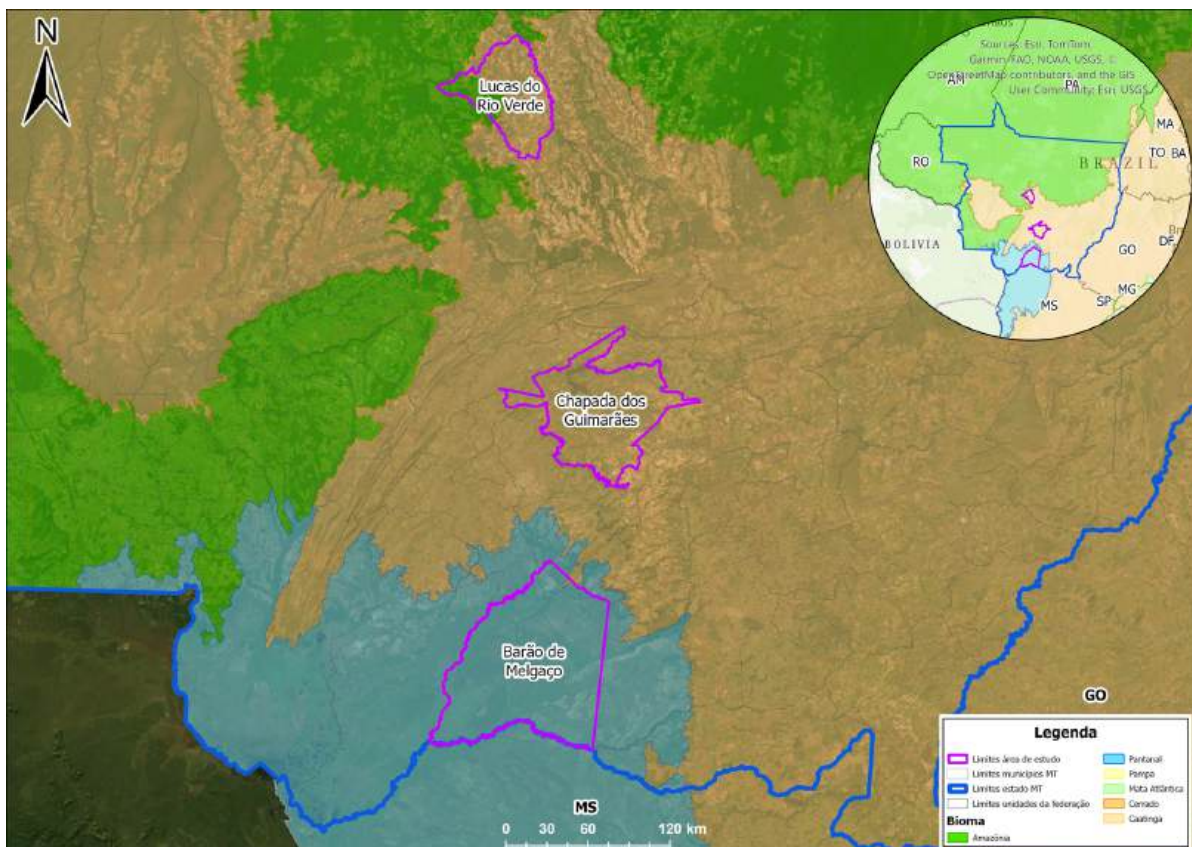 N
Lucas do
Rio Verde
Chapada dos
Guimarães
Barão de
Melgaço
MS
GO
0 30 60 120 km
Sources: Esri, TomTom,
Garmin, FAO, NOAA, USGS, ©
OpenStreetMap contributors, and the GIS
User Community; Esri, USGS
AM
PA
MA
TO
BA
RO
BRAZIL
BOLIVIA
GO
DF
MG
MS
SP
Legenda
Limites área de estudo
Limites municípios MT
Limites estado MT
Limites unidades da federação
Bioma
Amazônia
Pantanal
Pampa
Mata Atlântica
Cerrado
Caatinga